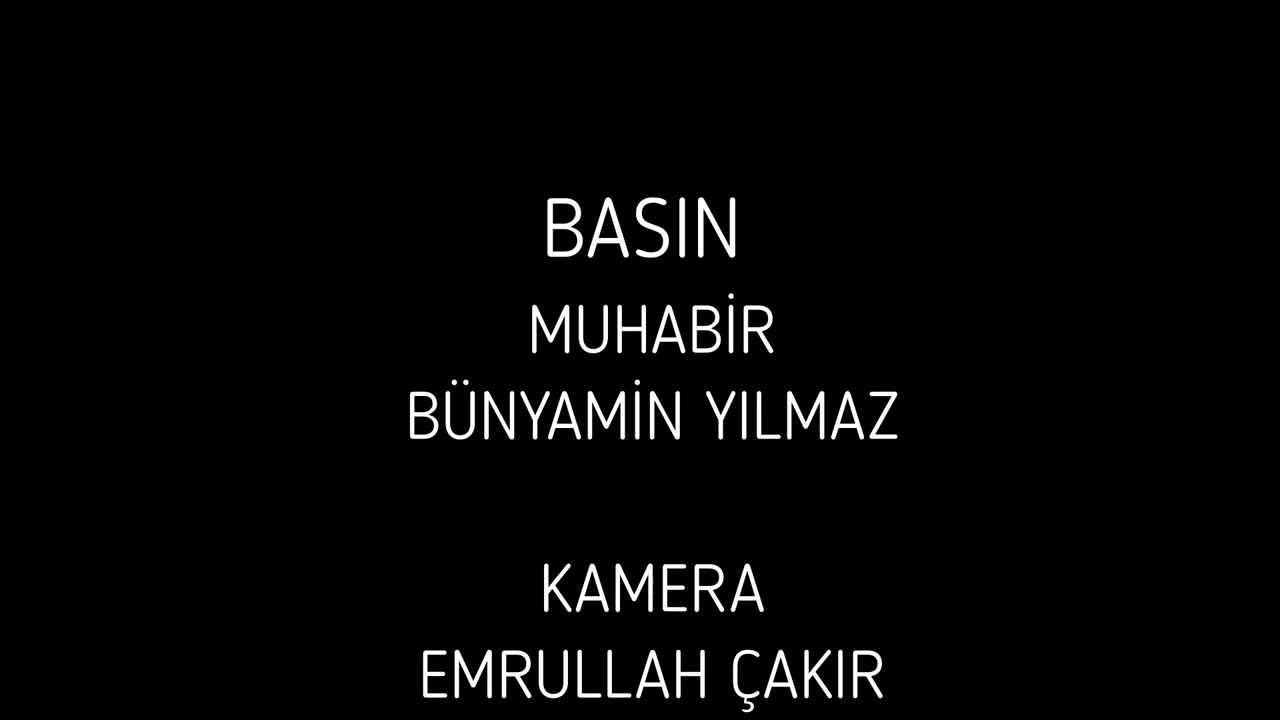 BASIN
MUHABİR
BÜNYAMİN YILMAZ
KAMERA
EMRULLAH ÇAKIR